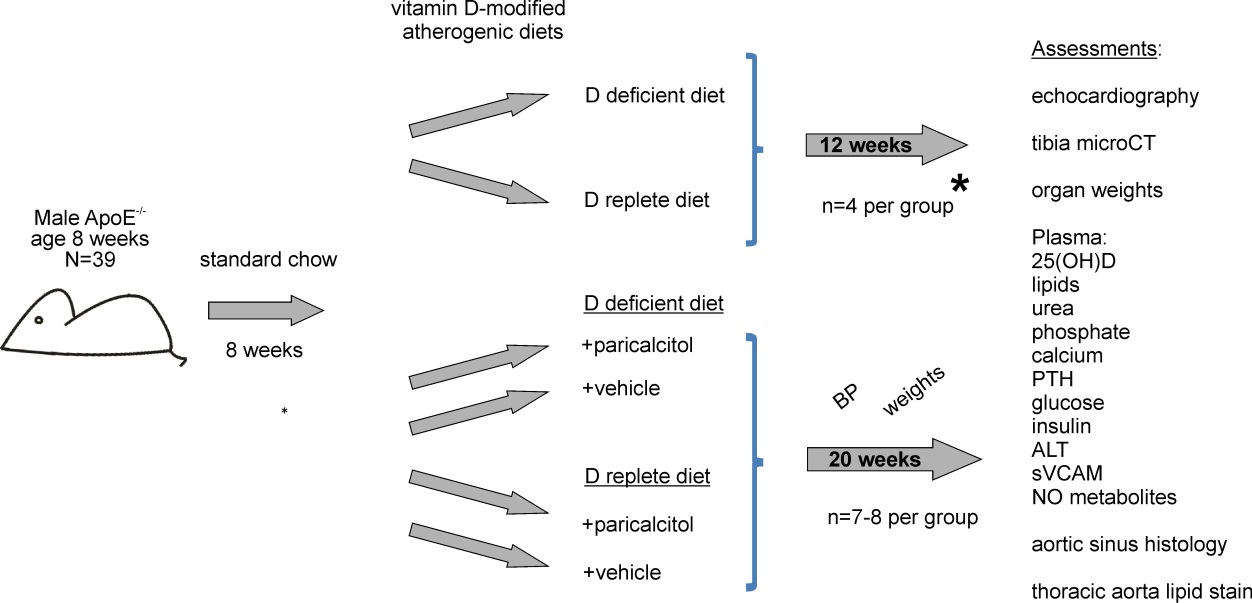 vitamin D-modified
atherogenic diets
Male ApoE-/-
age 8 weeks
N=39
standard chow
8 weeks
*
D deficient diet
D replete diet
12 weeks
*
n=4 per group
D deficient diet
+paricalcitol
+vehicle
D replete diet
+paricalcitol
+vehicle
BP
weights
20 weeks
n=7-8 per group
Assessments:
echocardiography
tibia microCT
organ weights
Plasma:
25(OH)D
lipids
urea
phosphate
calcium
PTH
glucose
insulin
ALT
sVCAM
NO metabolites
aortic sinus histology
thoracic aorta lipid stain